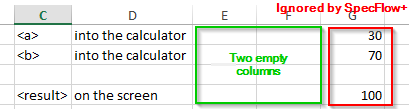 Ignored by SpecFlow+
C D E F G
<a> into the calculator 30
<b> into the calculator 70
Two empty
columns
<result> on the screen 100